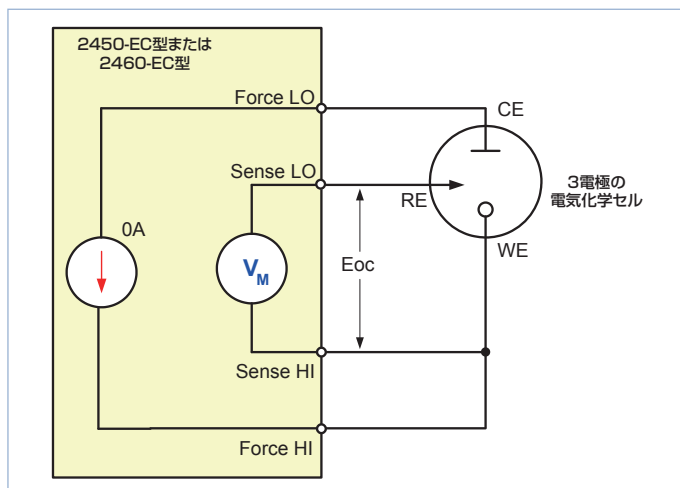 2450-EC型または
2460-EC型
Force LO
CE
Sense LO
3電極の
電気化学セル
RE
0A
WE
VM
Eoc
Sense HI
Force HI